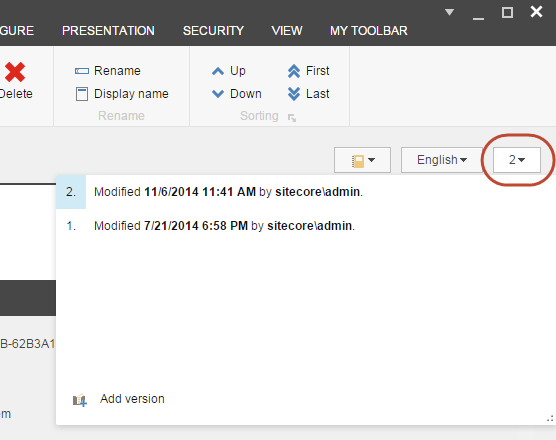 GURE PRESENTATION SECURITY VIEW MY TOOLBAR
Delete Rename Up First
Display name Down Last
Rename Sorting
English 2
2. Modified 11/6/2014 11:41 AM by sitecore\admin.
1. Modified 7/21/2014 6:58 PM by sitecore\admin.
B-62B3A1
Add version
em